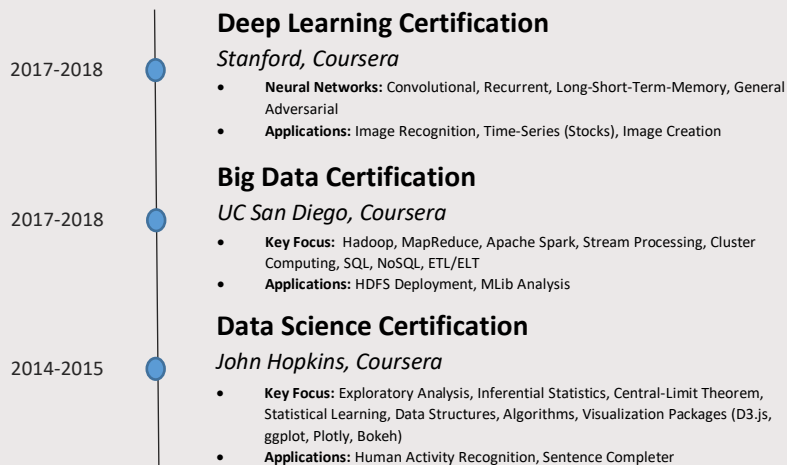 Deep Learning Certification
2017-2018
Stanford, Coursera
• Neural Networks: Convolutional, Recurrent, Long-Short-Term-Memory, General
Adversarial
• Applications: Image Recognition, Time-Series (Stocks), Image Creation
Big Data Certification
2017-2018
UC San Diego, Coursera
• Key Focus: Hadoop, MapReduce, Apache Spark, Stream Processing, Cluster
Computing, SQL, NoSQL, ETL/ELT
• Applications: HDFS Deployment, MLib Analysis
Data Science Certification
2014-2015
John Hopkins, Coursera
• Key Focus: Exploratory Analysis, Inferential Statistics, Central-Limit Theorem,
Statistical Learning, Data Structures, Algorithms, Visualization Packages (D3.js,
ggplot, Plotly, Bokeh)
• Applications: Human Activity Recognition, Sentence Completer